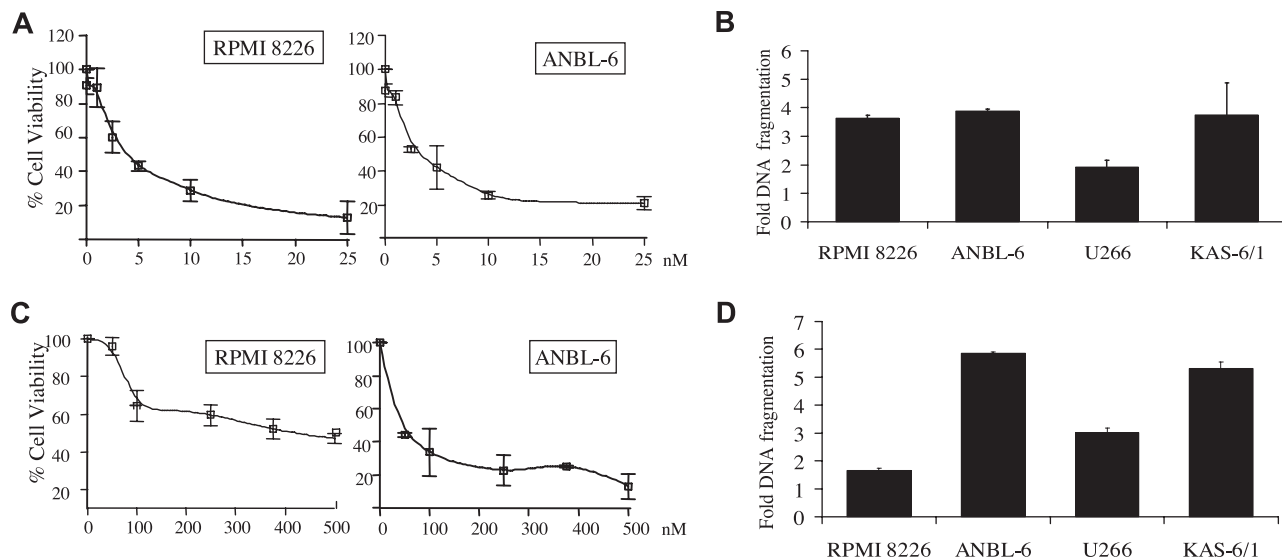 A
RPMI 8226
% Cell Viability
100
80
60
40
20
0 5 10 15 20 25
ANBL-6
120
100
80
60
40
20
0 5 10 15 20 25 nM
B
Fold DNA fragmentation
6
5
4
3
2
1
0
RPMI 8226 ANBL-6 U266 KAS-6/1
C
RPMI 8226
% Cell Viability
100
80
60
40
20
0 100 200 300 400 500
ANBL-6
100
80
60
40
20
0 100 200 300 400 500 nM
D
Fold DNA fragmentation
7
6
5
4
3
2
1
0
RPMI 8226 ANBL-6 U266 KAS-6/1